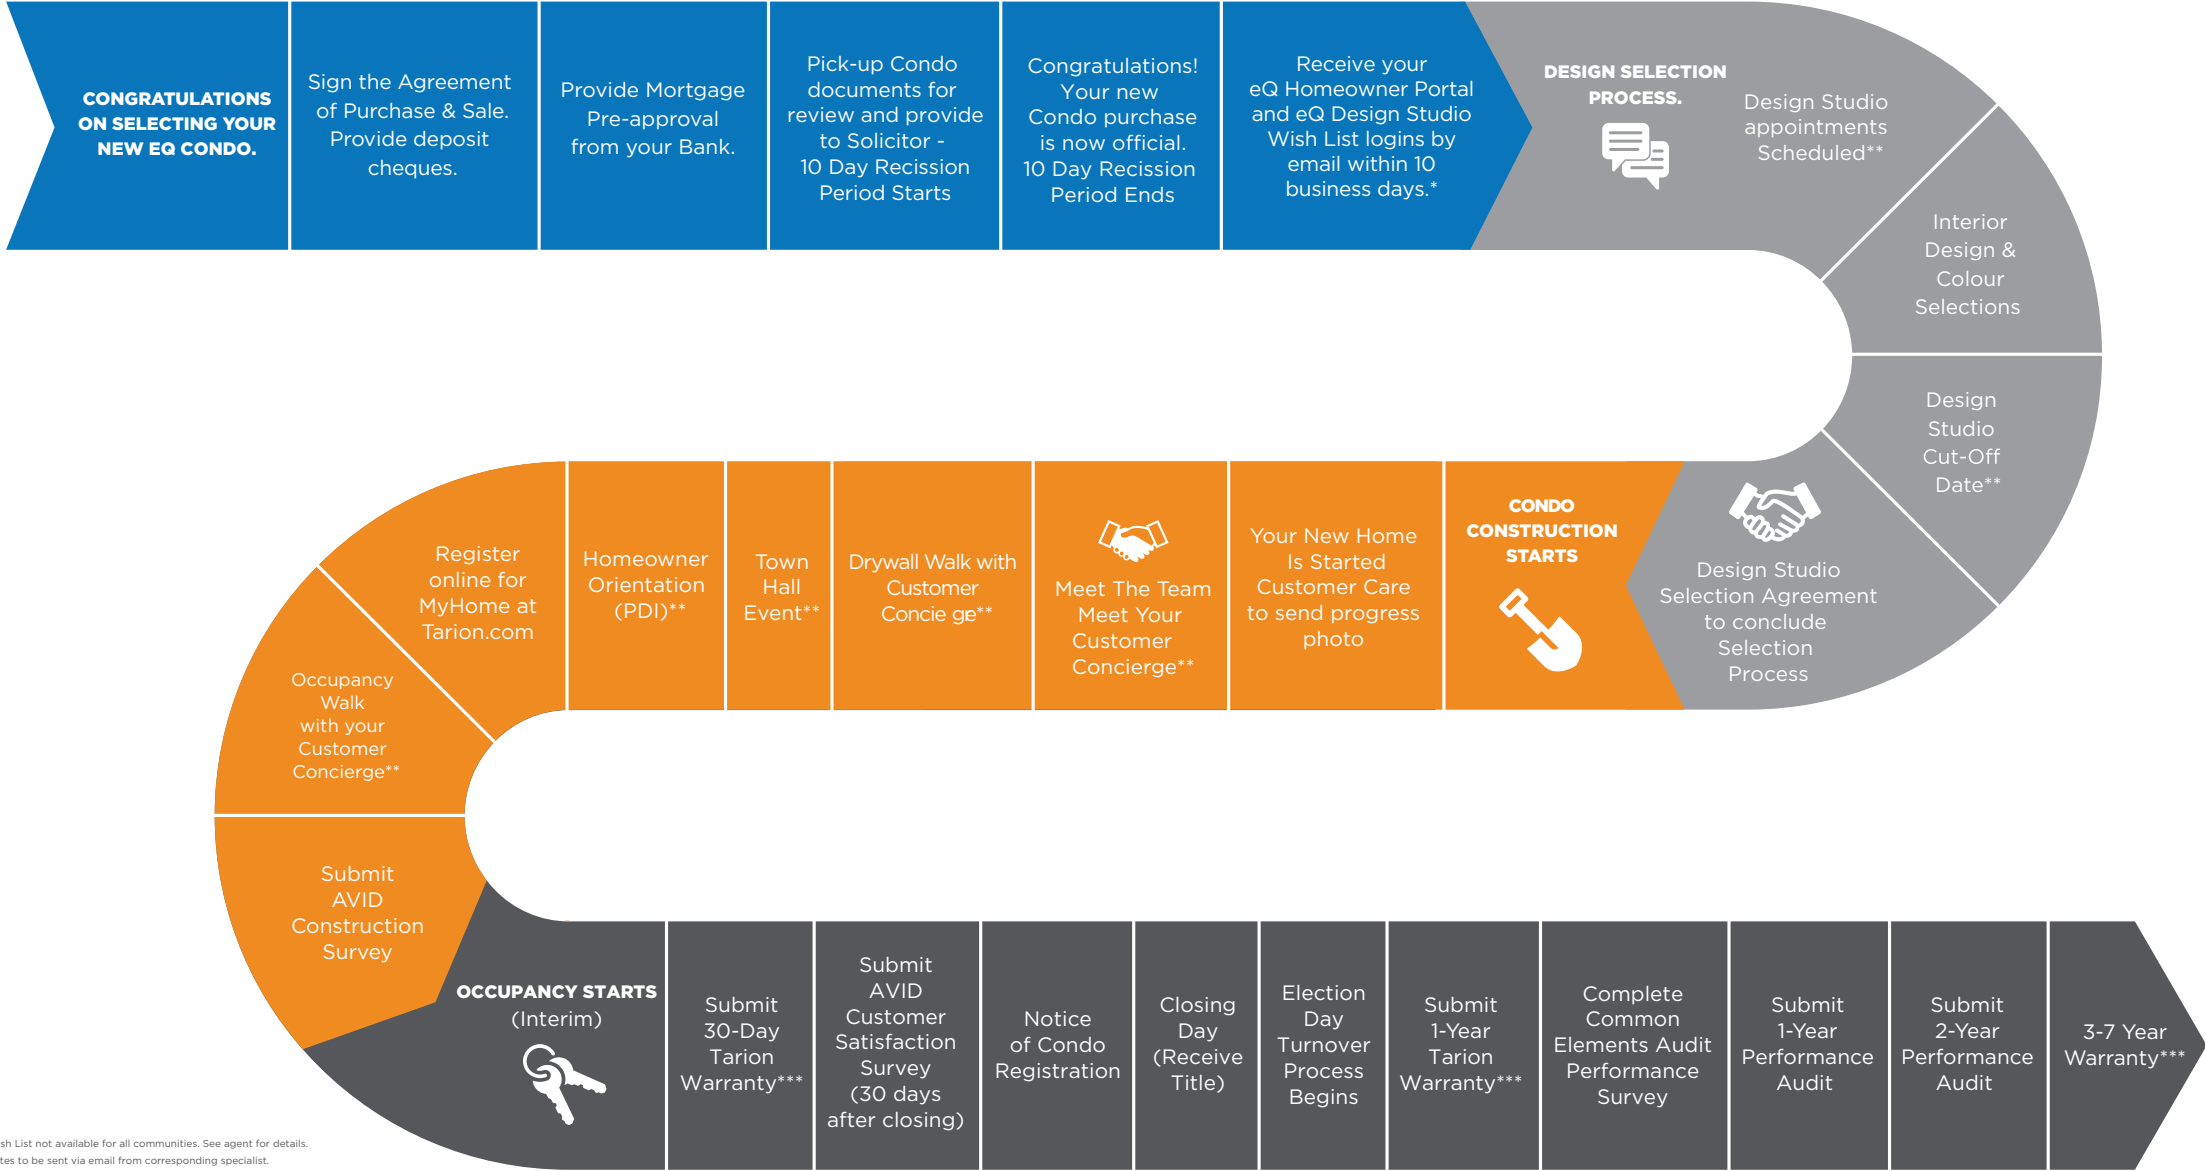 CONGRATULATIONS
ON SELECTING YOUR
NEW EQ CONDO.
Sign the Agreement
of Purchase & Sale.
Provide deposit
cheques.
Provide Mortgage
Pre-approval
from your Bank.
Pick-up Condo
documents for
review and provide
to Solicitor -
10 Day Recission
Period Starts
Congratulations!
Your new
Condo purchase
is now official.
10 Day Recission
Period Ends
Receive your
eQ Homeowner Portal
and eQ Design Studio
Wish List logins by
email within 10
business days.*
DESIGN SELECTION
PROCESS.
Design Studio
appointments
Scheduled**
Interior
Design &
Colour
Selections
Design
Studio
Cut-Off
Date**
Design Studio
Selection Agreement
to conclude
Selection
Process
CONDO
CONSTRUCTION
STARTS
Your New Home
Is Started
Customer Care
to send progress
photo
Meet The Team
Meet Your
Customer
Concierge**
Drywall Walk with
Customer
Concie ge**
Town
Hall
Event**
Homeowner
Orientation
(PDI)**
Register
online for
MyHome at
Tarion.com
Occupancy
Walk
with your
Customer
Concierge**
Submit
AVID
Construction
Survey
OCCUPANCY STARTS
(Interim)
Submit
30-Day
Tarion
Warranty***
Submit
AVID
Customer
Satisfaction
Survey
(30 days
after closing)
Notice
of Condo
Registration
Closing
Day
(Receive
Title)
Election
Day
Turnover
Process
Begins
Submit
1-Year
Tarion
Warranty***
Complete
Common
Elements Audit
Performance
Survey
Submit
1-Year
Performance
Audit
Submit
2-Year
Performance
Audit
3-7 Year
Warranty***
sh List not available for all communities. See agent for details.
tes to be sent via email from corresponding specialist.